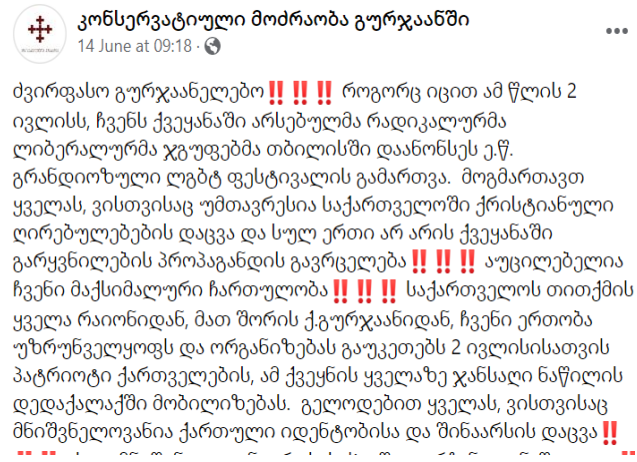 კონსერვატიული მოძრაობა გურჯაანში
14 June at 09:18
ძვირფასო გურჯაანელებო‼️‼️‼️ როგორც იცით ამ წლის 2
ივლისს, ჩვენს ქვეყანაში არსებულმა რადიკალურმა
ლიბერალურმა ჯგუფებმა თბილისში დაანონსეს ე.წ.
გრანდიოზული ლგბტ ფესტივალის გამართვა. მოგმართავთ
ყველას, ვისთვისაც უმთავრესია საქართველოში ქრისტიანული
ღირებულებების დაცვა და სულ ერთი არ არის ქვეყანაში
გარყვნილების პროპაგანდის გავრცელება‼️‼️‼️ აუცილებელია
ჩვენი მაქსიმალური ჩართულობა‼️‼️‼️ საქართველოს თითქმის
ყველა რაიონიდან, მათ შორის ქ.გურჯაანიდან, ჩვენი ერთობა
უზრუნველყოფს და ორგანიზებას გაუკეთებს 2 ივლისისათვის
პატრიოტი ქართველების, ამ ქვეყნის ყველაზე ჯანსაღი ნაწილის
დედაქალაქში მობილიზებას. გელოდებით ყველას, ვისთვისაც
მნიშვნელოვანია ქართული იდენტობისა და შინაარსის დაცვა‼️